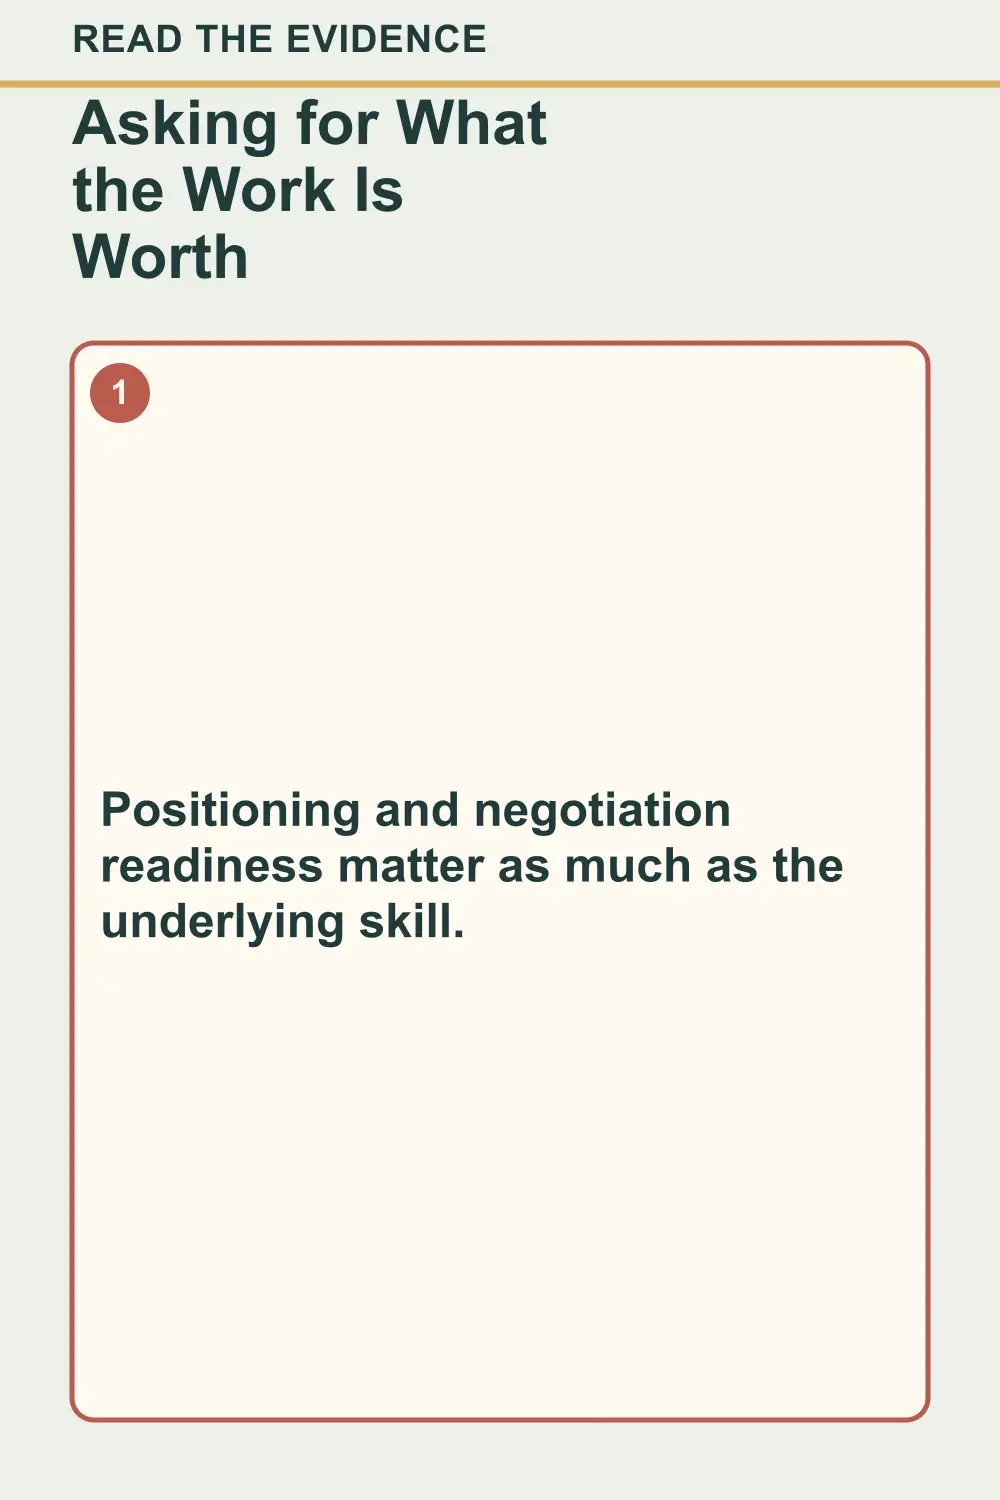 READ THE EVIDENCE
Asking for What
the Work Is
Worth
1
Positioning and negotiation
readiness matter as much as the
underlying skill.